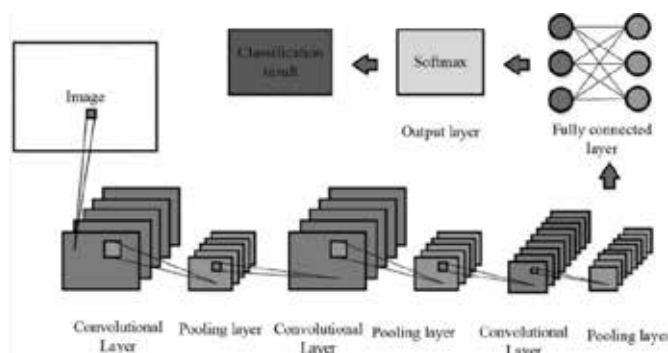 Classification
result
Softmax
Image
Output layer
Fully connected
layer
Convolutional
Layer
Pooling layer
Convolutional
Layer
Pooling layer
Convolutional
Layer
Pooling layer